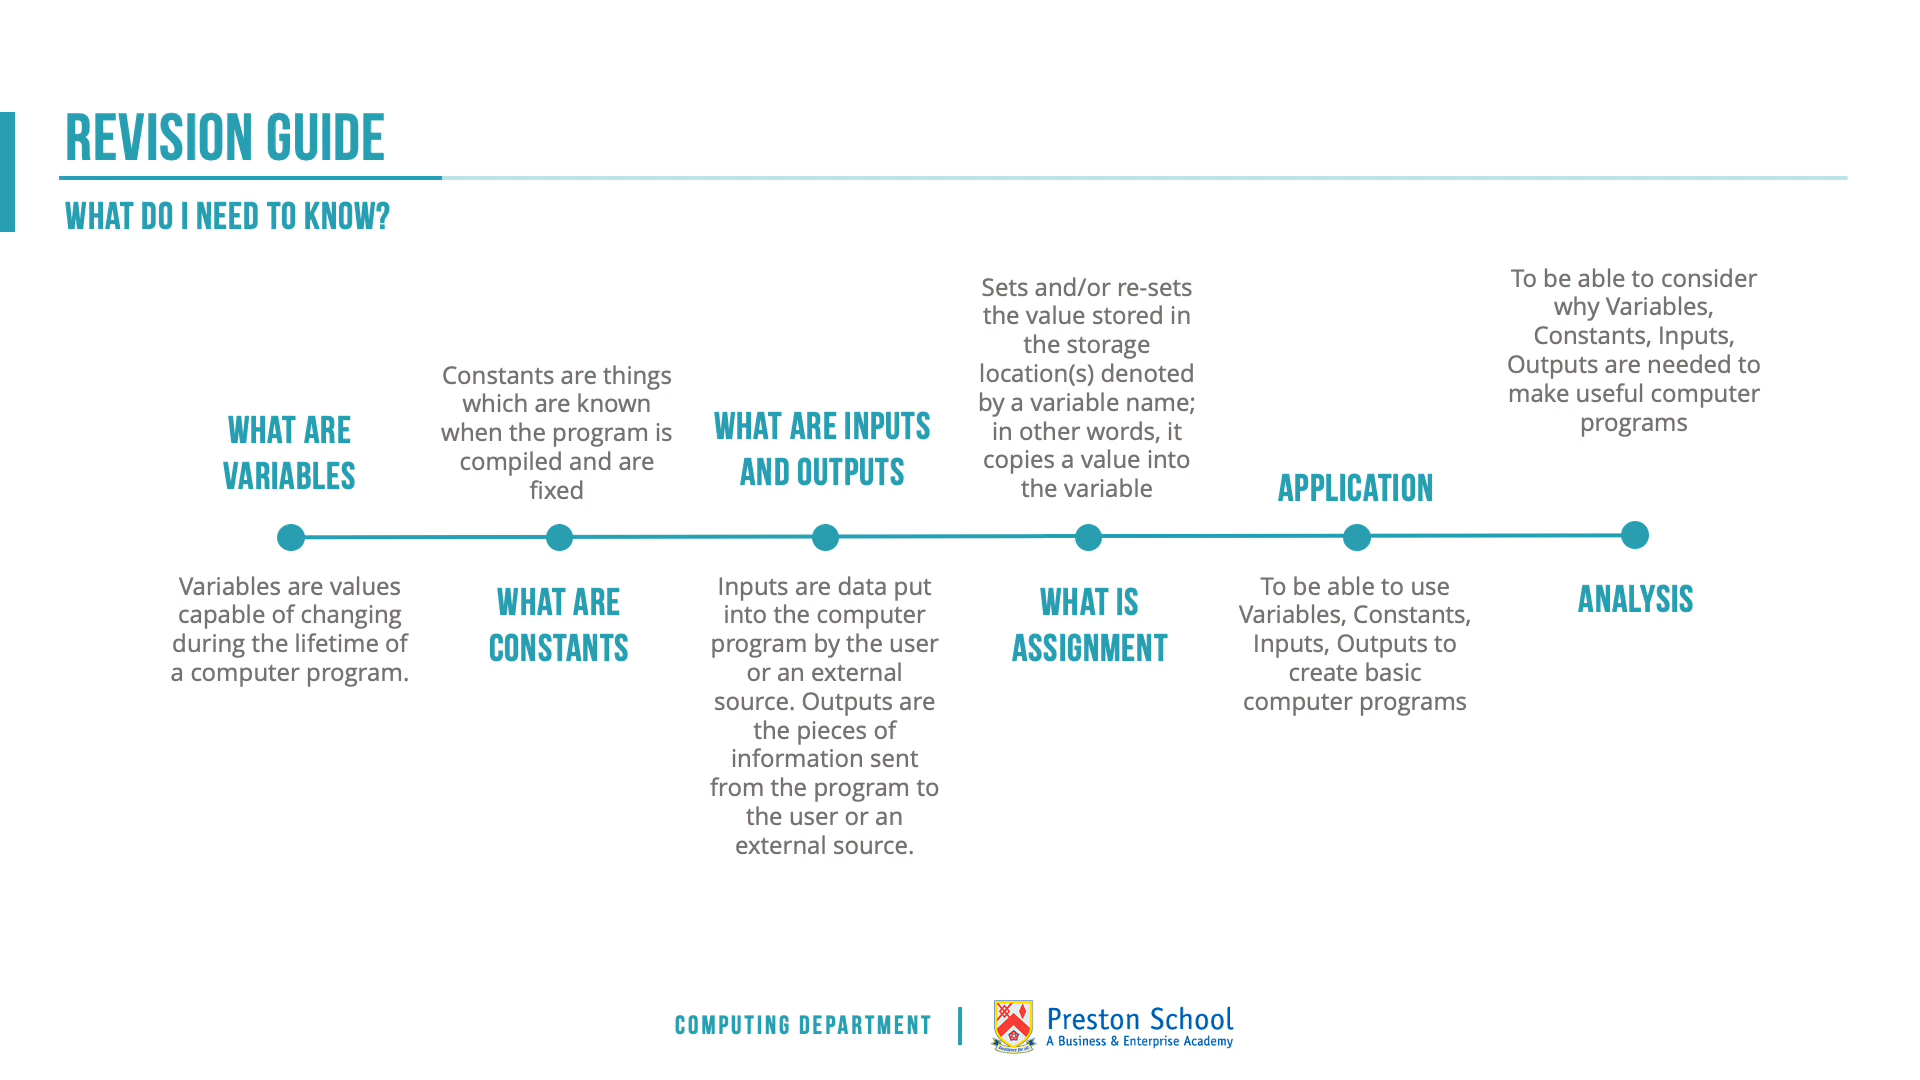 REVISION GUIDE
WHAT DO I NEED TO KNOW?
WHAT ARE
VARIABLES
Variables are values
capable of changing
during the lifetime of
a computer program.
Constants are things
which are known
when the program is
compiled and are
fixed
WHAT ARE
CONSTANTS
WHAT ARE INPUTS
AND OUTPUTS
Inputs are data put
into the computer
program by the user
or an external
source. Outputs are
the pieces of
information sent
from the program to
the user or an
external source.
Sets and/or re-sets
the value stored in
the storage
location(s) denoted
by a variable name;
in other words, it
copies a value into
the variable
WHAT IS
ASSIGNMENT
APPLICATION
To be able to use
Variables, Constants,
Inputs, Outputs to
create basic
computer programs
To be able to consider
why Variables,
Constants, Inputs,
Outputs are needed to
make useful computer
programs
ANALYSIS
COMPUTING DEPARTMENT
Preston School
A Business & Enterprise Academy